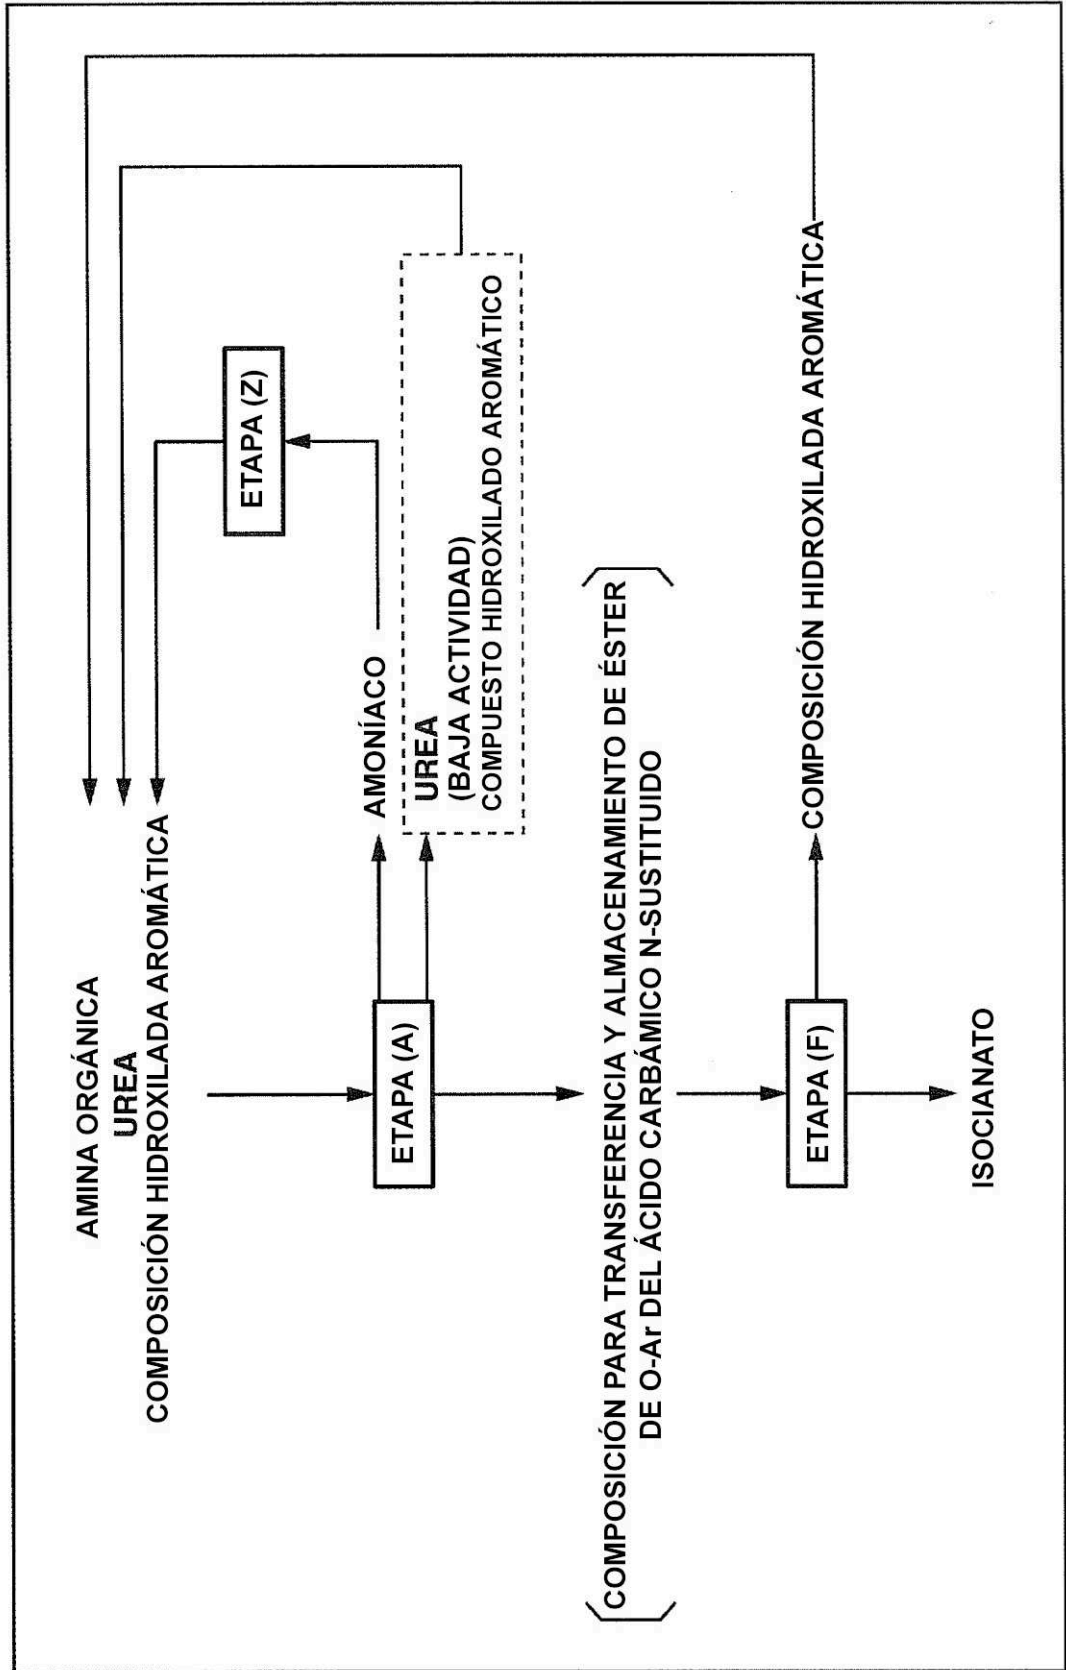 AMINA ORGÁNICA
UREA
COMPOSICIÓN HIDROXILADA AROMÁTICA
ETAPA (Z)
ETAPA (A)
AMONÍACO
UREA
(BAJA ACTIVIDAD)
COMPUESTO HIDROXILADO AROMÁTICO
COMPOSICIÓN PARA TRANSFERENCIA Y ALMACENAMIENTO DE ÉSTER
DE O-Ar DEL ÁCIDO CARBÁMICO N-SUSTITUIDO
ETAPA (F)
COMPOSICIÓN HIDROXILADA AROMÁTICA
ISOCIANATO